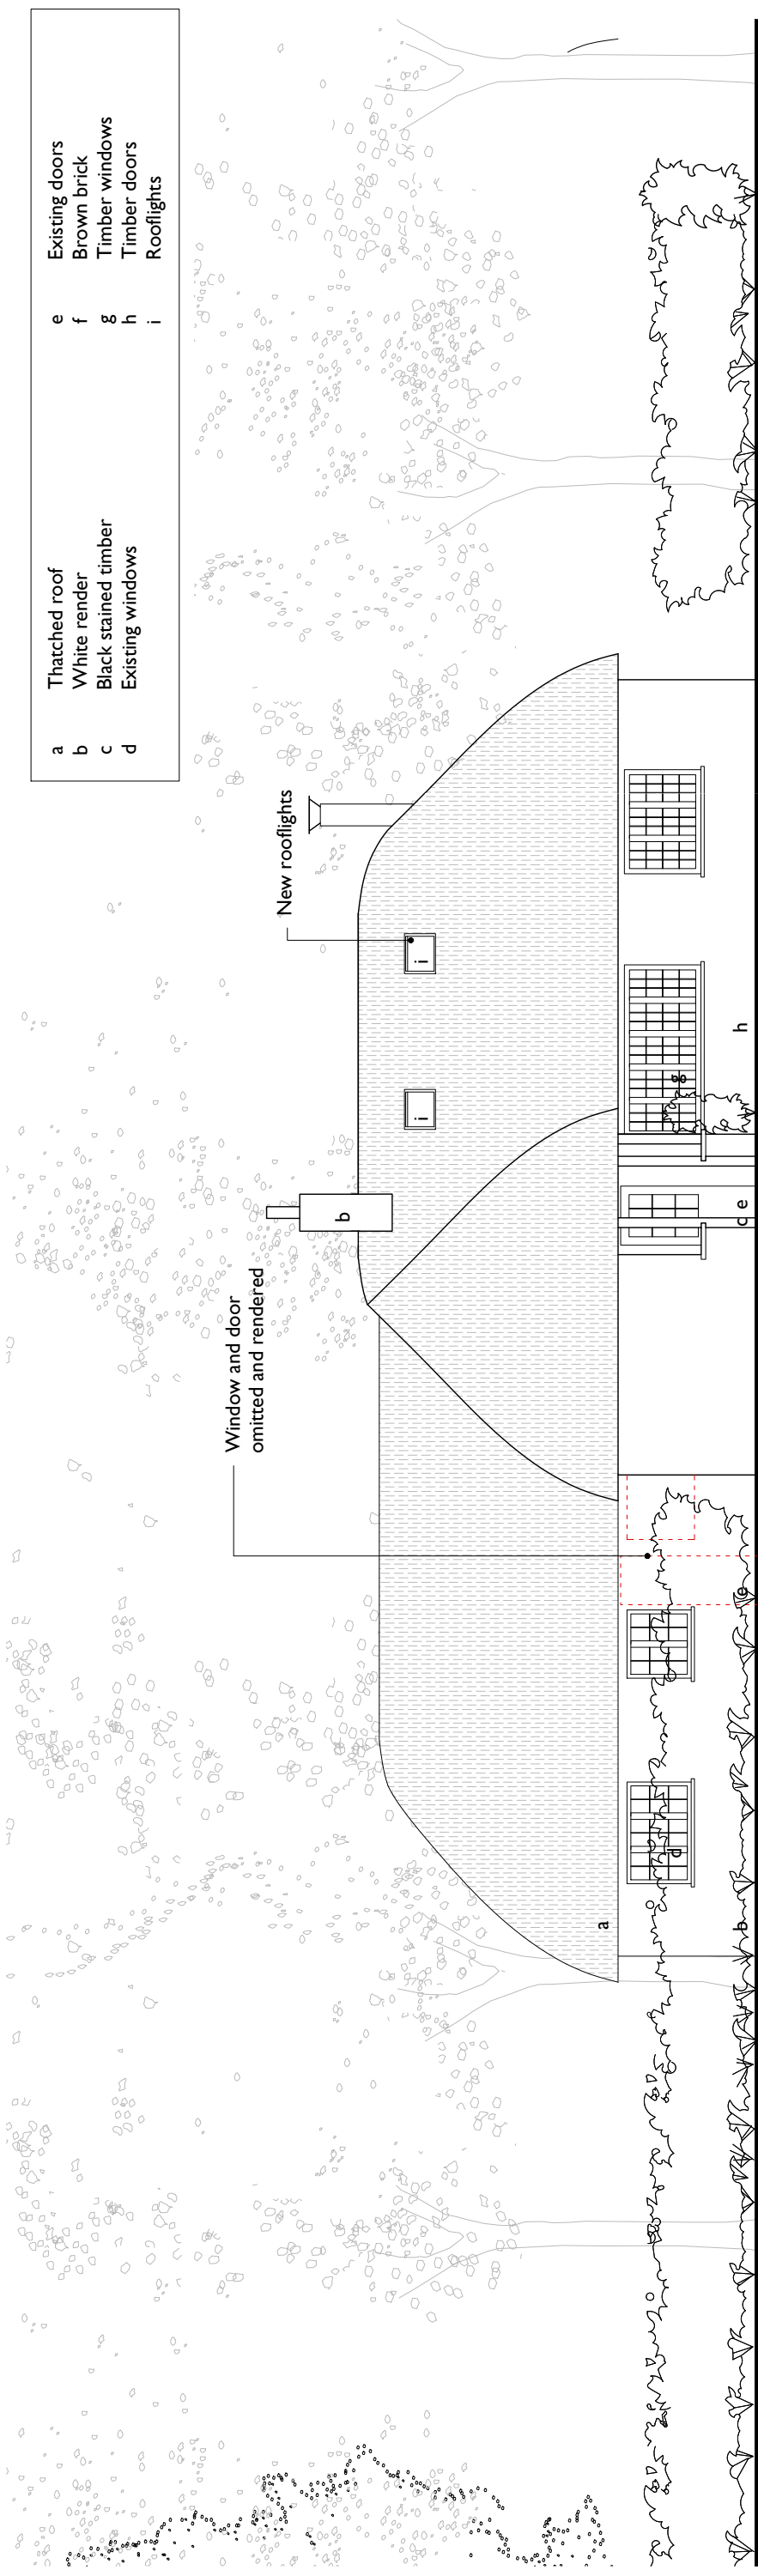 a Thatched roof
b White render
c Black stained timber
d Existing windows
e Existing doors
f Brown brick
g Timber windows
h Timber doors
i Rooflights
Window and door
omitted and rendered
New rooflights
b
i
i
a
d
b
e
c
e
g
h